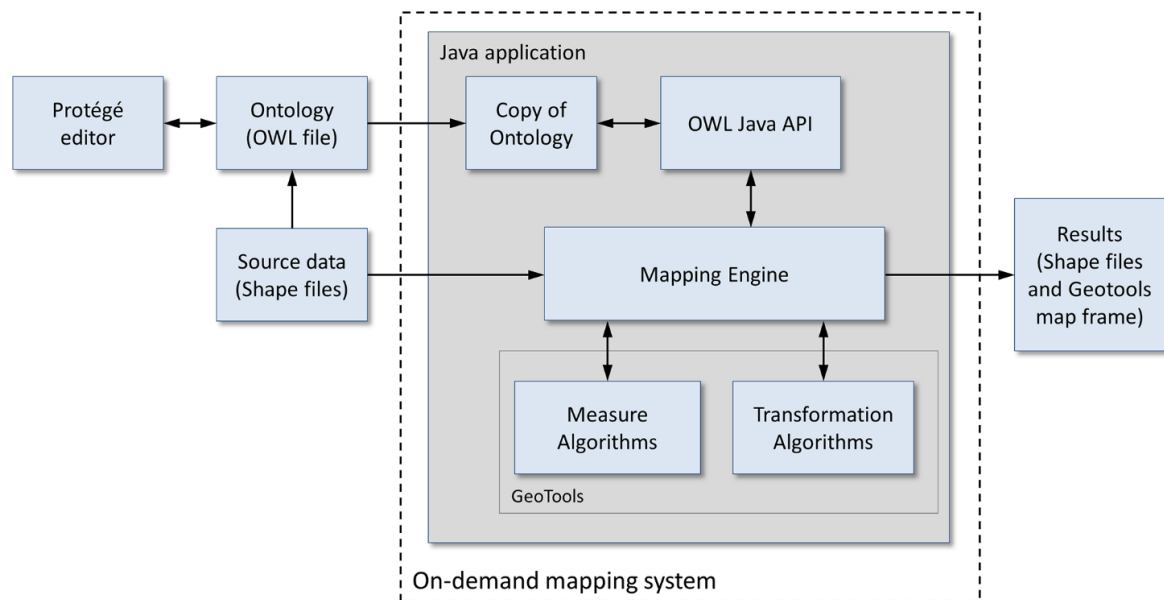 Java application
Protégé
editor
Ontology
(OWL file)
Copy of
Ontology
OWL Java API
Source data
(Shape files)
Mapping Engine
Results
(Shape files
and Geotools
map frame)
Measure
Algorithms
Transformation
Algorithms
GeoTools
On-demand mapping system